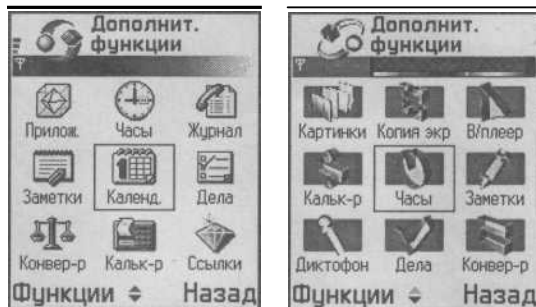 Дополнит.
функции
Прилож. Часы Журнал
Заметки Календ. Дела
Конвер-р Кальк-р Ссылки
Функции Назад
Дополнит.
функции
Картинки Копия экр В/плеер
Кальк-р Часы Заметки
Диктофон Дела Конвер-р
Функции Назад